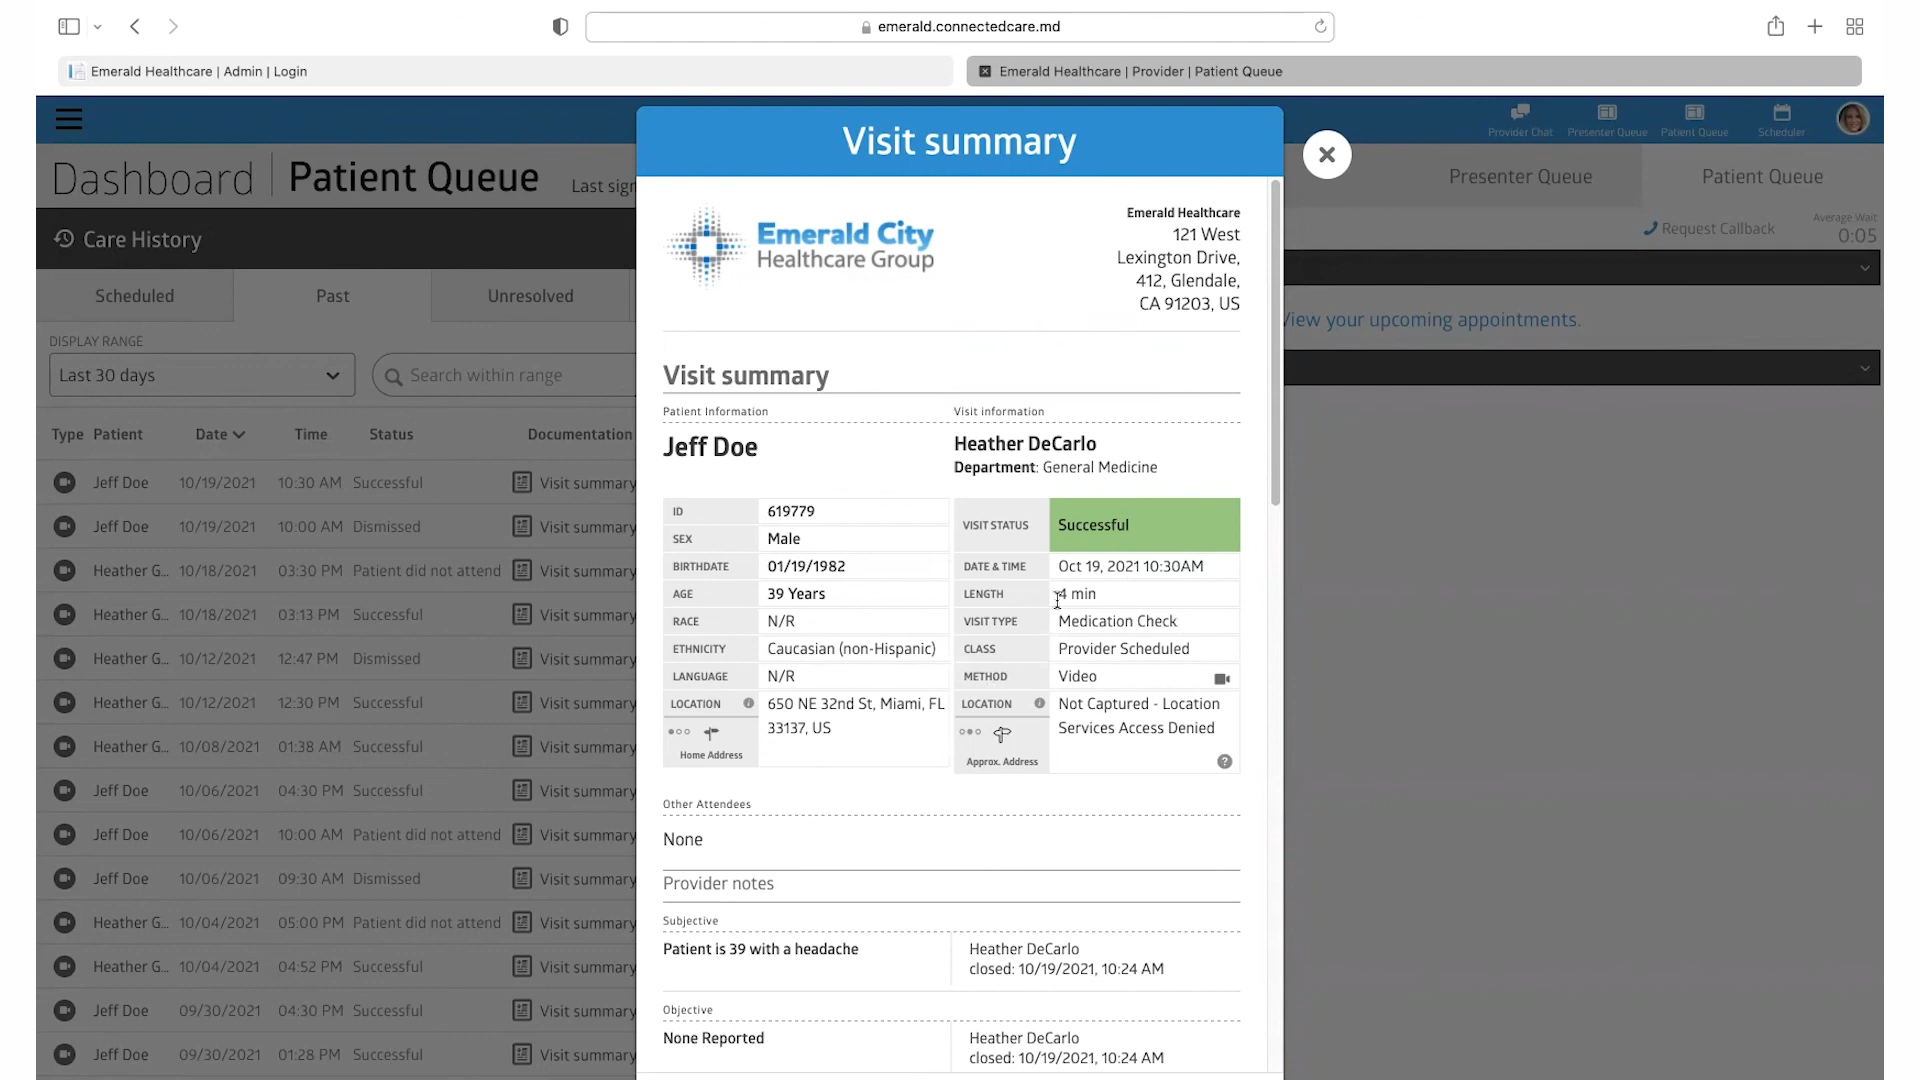 emerald.connectedcare.md
Emerald Healthcare | Admin | Login
Emerald Healthcare | Provider | Patient Queue
Provider Chat
Presenter Queue
Patient Queue
Scheduler
Dashboard
Patient Queue
Last sign
Presenter Queue
Patient Queue
Care History
Request Callback
Average Wait
0:05
Scheduled
Past
Unresolved
View your upcoming appointments.
DISPLAY RANGE
Last 30 days
Search within range
Type Patient Date Time Status Documentation
Jeff Doe 10/19/2021 10:30 AM Successful Visit summary
Jeff Doe 10/19/2021 10:00 AM Dismissed Visit summary
Heather G... 10/18/2021 03:30 PM Patient did not attend Visit summary
Heather G... 10/18/2021 03:13 PM Successful Visit summary
Heather G... 10/12/2021 12:47 PM Dismissed Visit summary
Heather G... 10/12/2021 12:30 PM Successful Visit summary
Heather G... 10/08/2021 01:38 AM Successful Visit summary
Jeff Doe 10/06/2021 04:30 PM Successful Visit summary
Jeff Doe 10/06/2021 10:00 AM Patient did not attend Visit summary
Jeff Doe 10/06/2021 09:30 AM Dismissed Visit summary
Heather G... 10/04/2021 05:00 PM Patient did not attend Visit summary
Heather G... 10/04/2021 04:52 PM Successful Visit summary
Jeff Doe 09/30/2021 04:30 PM Successful Visit summary
Jeff Doe 09/30/2021 01:28 PM Successful Visit summary
Visit summary
Emerald City
Healthcare Group
Emerald Healthcare
121 West
Lexington Drive,
412, Glendale,
CA 91203, US
Visit summary
Patient Information
Jeff Doe
ID 619779
SEX Male
BIRTHDATE 01/19/1982
AGE 39 Years
RACE N/R
ETHNICITY Caucasian (non-Hispanic)
LANGUAGE N/R
LOCATION 650 NE 32nd St, Miami, FL
33137, US
Home Address
Visit information
Heather DeCarlo
Department: General Medicine
VISIT STATUS Successful
DATE & TIME Oct 19, 2021 10:30AM
LENGTH 4 min
VISIT TYPE Medication Check
CLASS Provider Scheduled
METHOD Video
LOCATION Not Captured - Location
Services Access Denied
Approx. Address
Other Attendees
None
Provider notes
Subjective
Patient is 39 with a headache
Heather DeCarlo
closed: 10/19/2021, 10:24 AM
Objective
None Reported
Heather DeCarlo
closed: 10/19/2021, 10:24 AM